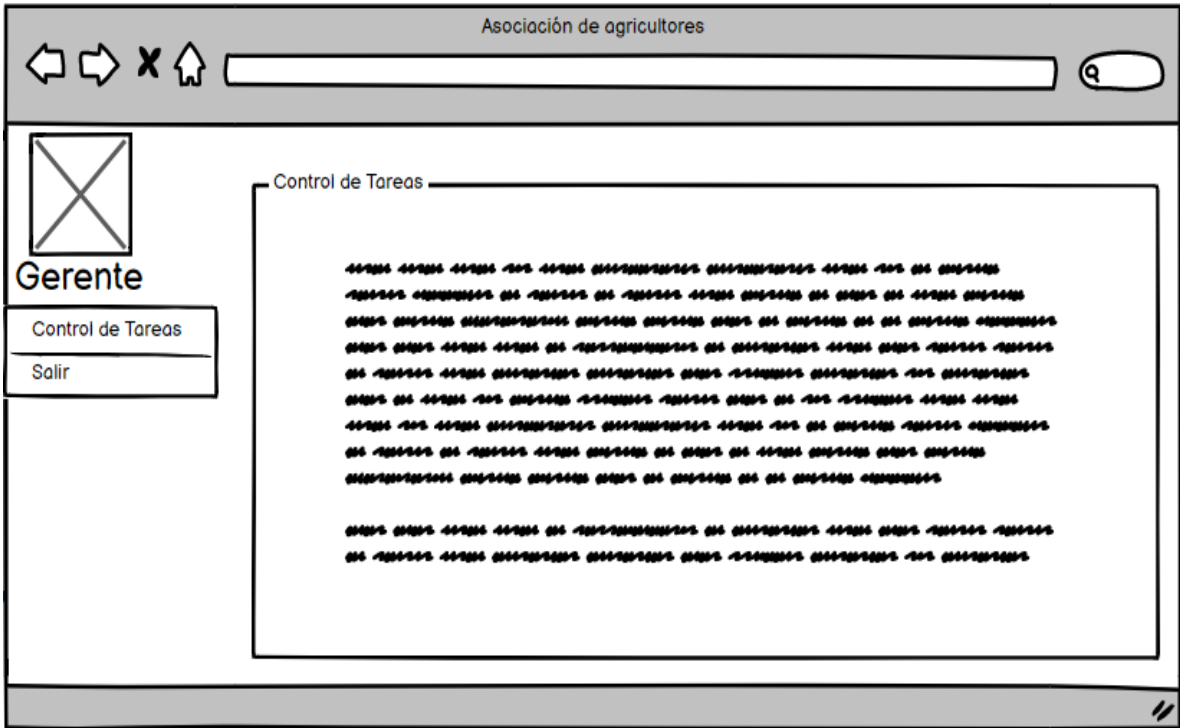 Asociación de agricultores
Control de Tareas
Gerente
Control de Tareas
Salir